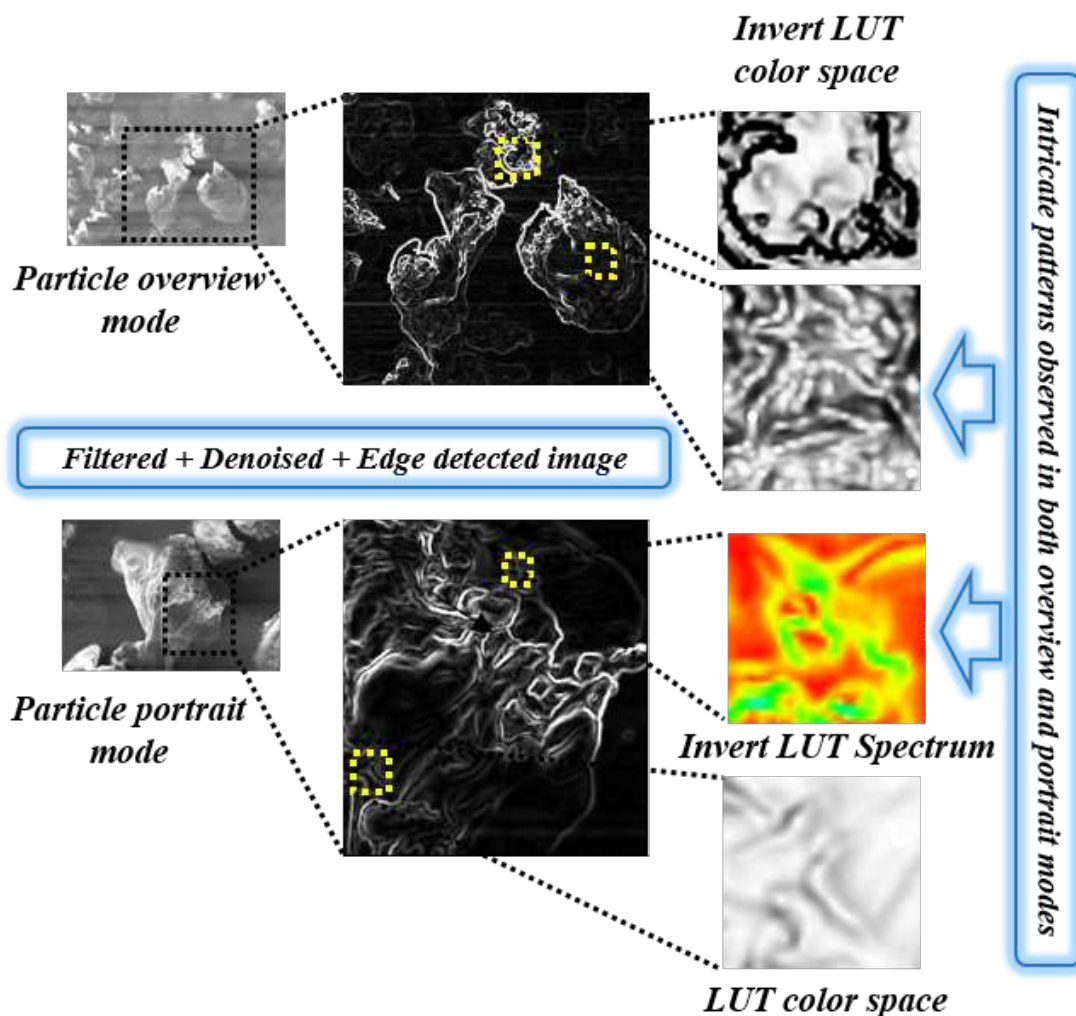 Invert LUT
color space
Particle overview
mode
Filtered + Denoised + Edge detected image
Particle portrait
mode
Invert LUT Spectrum
LUT color space
Intricate patterns observed in both overview and portrait modes